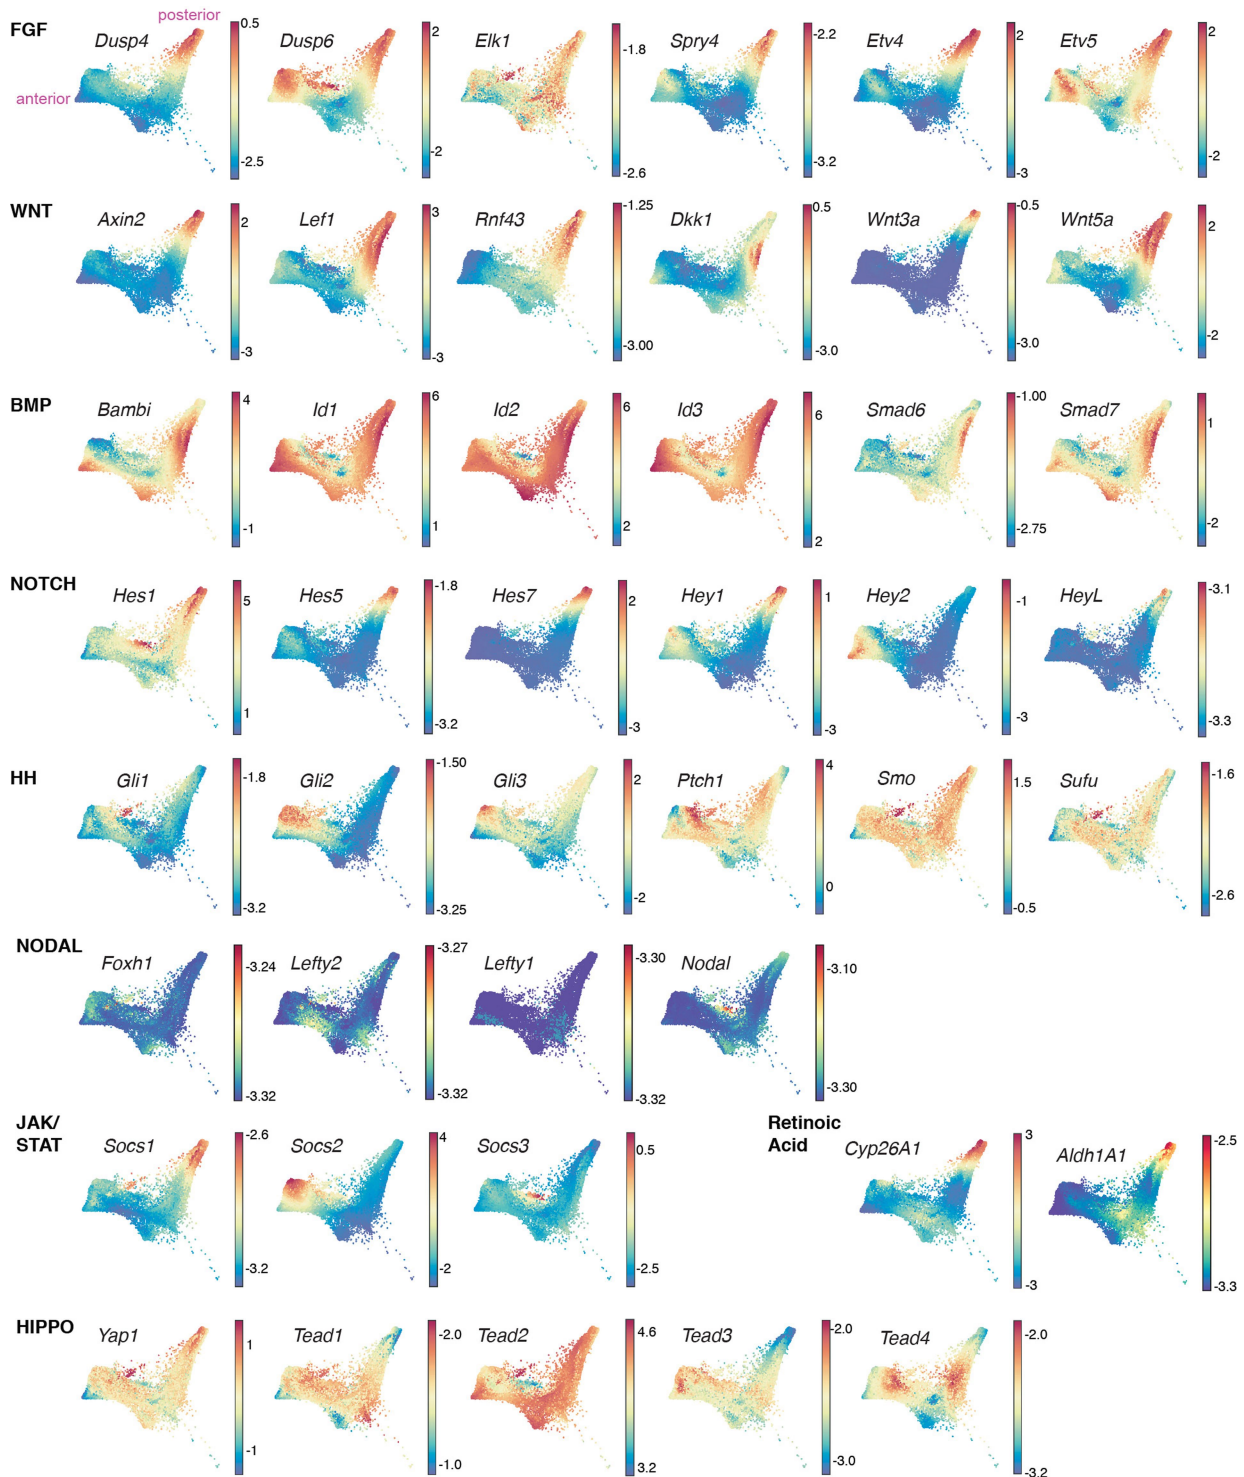 posterior
anterior
FGF
Dusp4
0.5
-2.5
Dusp6
2
-2
Elk1
-1.8
-2.6
Spry4
-2.2
-3.2
Etv4
2
-3
Etv5
2
-2
WNT
Axin2
2
-3
Lef1
3
-3
Rnf43
-1.25
-3.00
Dkk1
0.5
-3.0
Wnt3a
-0.5
-3.0
Wnt5a
2
-2
BMP
Bambi
4
-1
Id1
6
1
Id2
6
2
Id3
6
2
Smad6
-1.00
-2.75
Smad7
1
-2
NOTCH
Hes1
5
1
Hes5
-1.8
-3.2
Hes7
2
-3
Hey1
1
-3
Hey2
-1
-3
HeyL
-3.1
-3.3
HH
Gli1
-1.8
-3.2
Gli2
-1.50
-3.25
Gli3
2
-2
Ptch1
4
0
Smo
1.5
-0.5
Sufu
-1.6
-2.6
NODAL
Foxh1
-3.24
-3.32
Lefty2
-3.27
-3.32
Lefty1
-3.30
-3.32
Nodal
-3.10
-3.30
JAK/
STAT
Socs1
-2.6
-3.2
Socs2
4
-2
Socs3
0.5
-2.5
Retinoic
Acid
Cyp26A1
3
-3
Aldh1A1
-2.5
-3.3
HIPPO
Yap1
1
-1
Tead1
-2.0
-1.0
Tead2
4.6
3.2
Tead3
-2.0
-3.0
Tead4
-2.0
-3.2